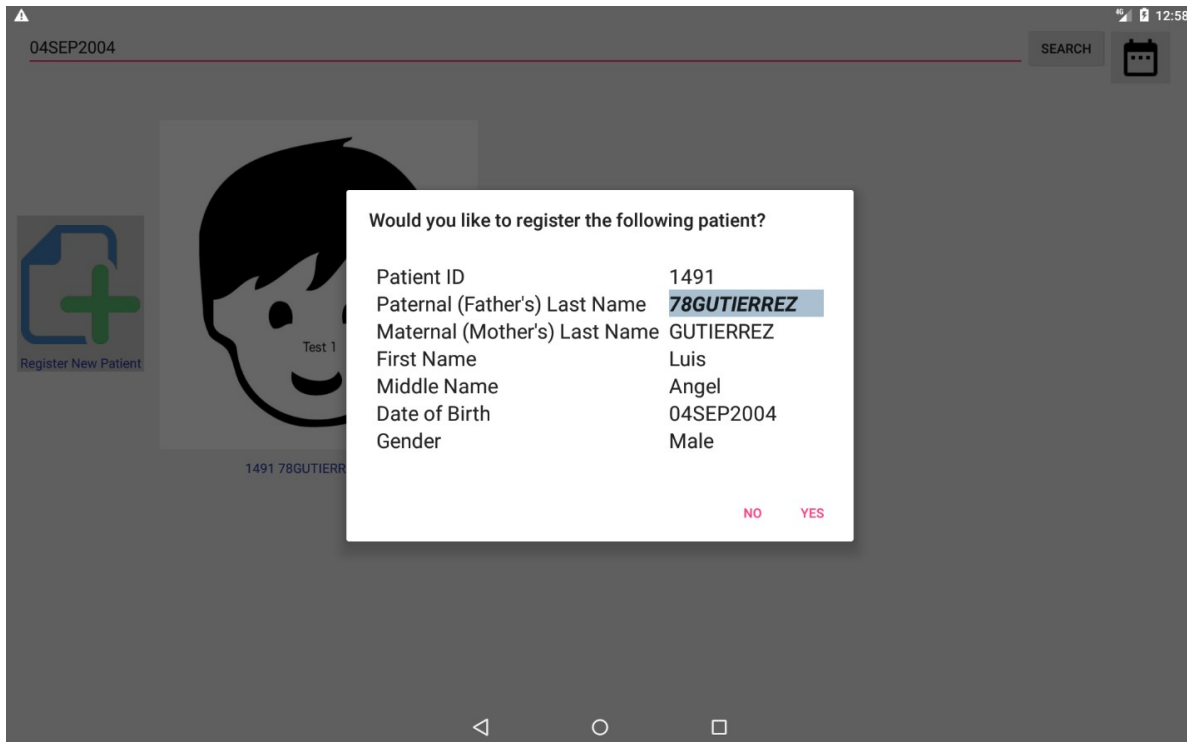 4G 12:58
04SEP2004 SEARCH
Test 1
Register New Patient
1491 78GUTIERR
Would you like to register the following patient?
Patient ID 1491
Paternal (Father's) Last Name 78GUTIERREZ
Maternal (Mother's) Last Name GUTIERREZ
First Name Luis
Middle Name Angel
Date of Birth 04SEP2004
Gender Male
NO YES